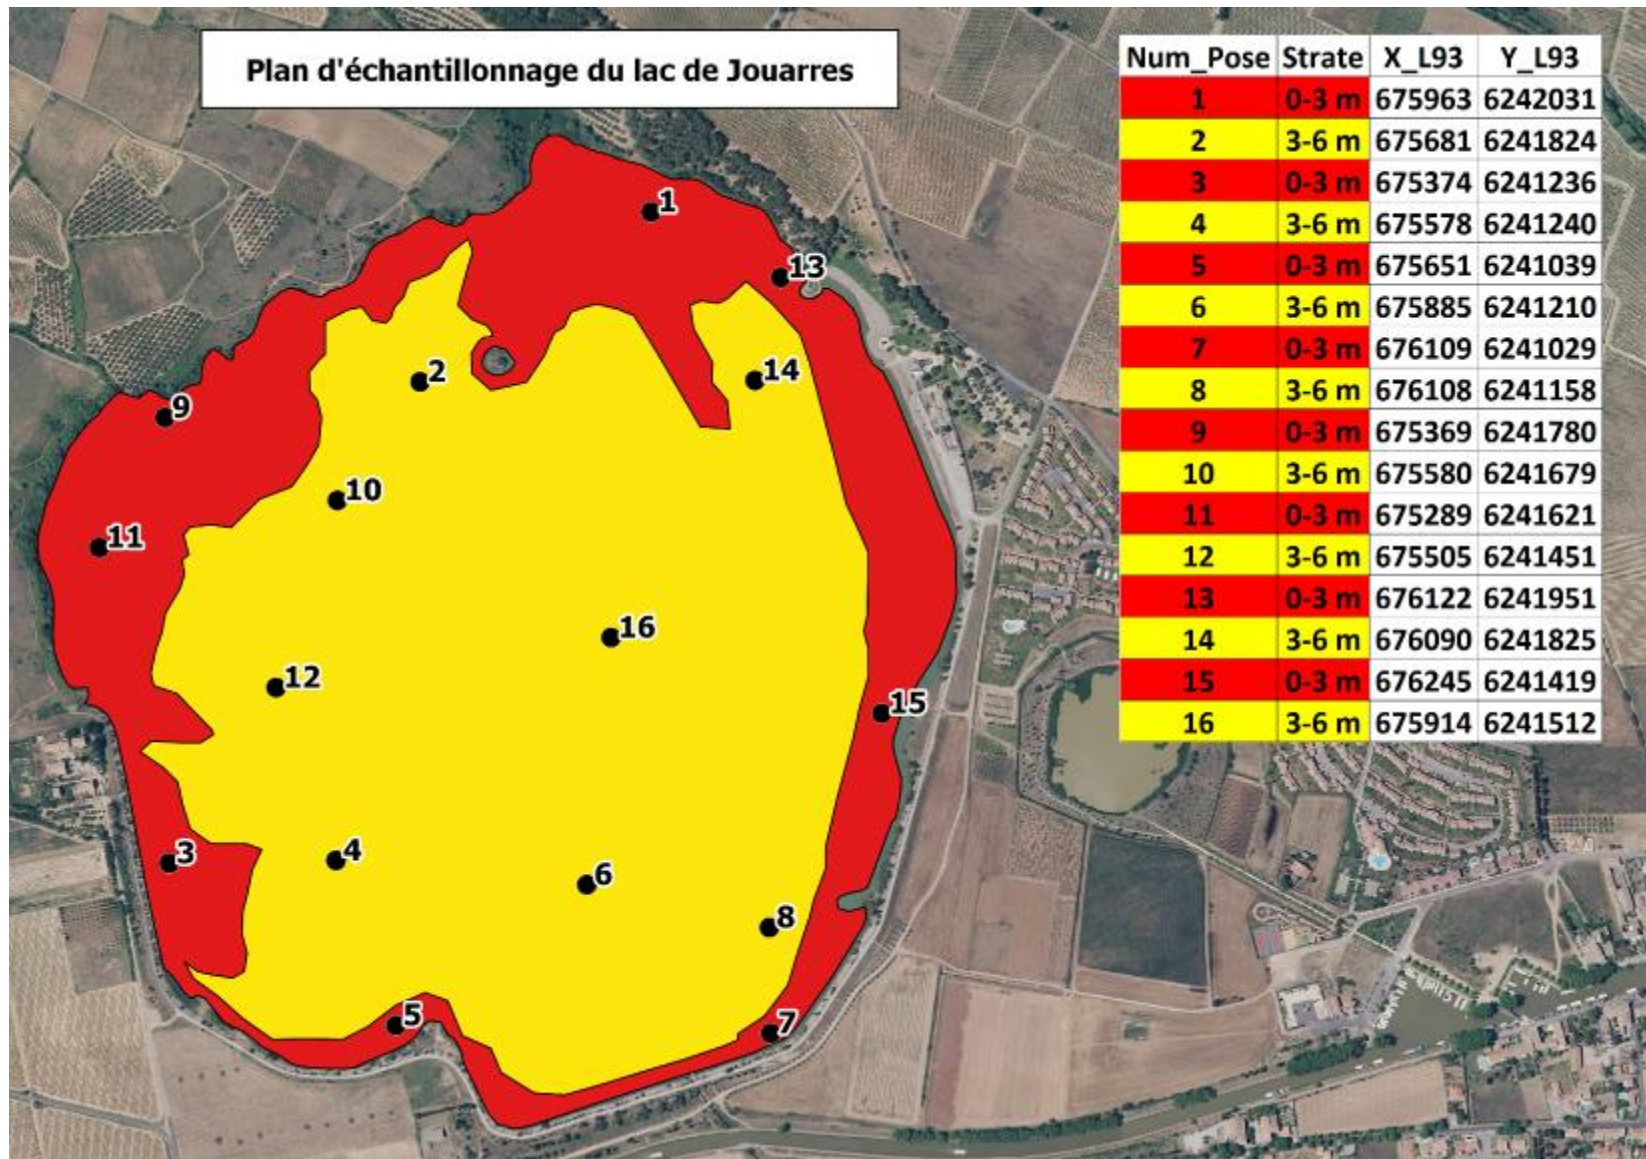 Plan d'échantillonnage du lac de Jouarres
Num_Pose Strate X_L93 Y_L93
1 0-3 m 675963 6242031
2 3-6 m 675681 6241824
3 0-3 m 675374 6241236
4 3-6 m 675578 6241240
5 0-3 m 675651 6241039
6 3-6 m 675885 6241210
7 0-3 m 676109 6241029
8 3-6 m 676108 6241158
9 0-3 m 675369 6241780
10 3-6 m 675580 6241679
11 0-3 m 675289 6241621
12 3-6 m 675505 6241451
13 0-3 m 676122 6241951
14 3-6 m 676090 6241825
15 0-3 m 676245 6241419
16 3-6 m 675914 6241512
1
13
2
14
9
10
11
16
12
15
3
4
6
8
5
7